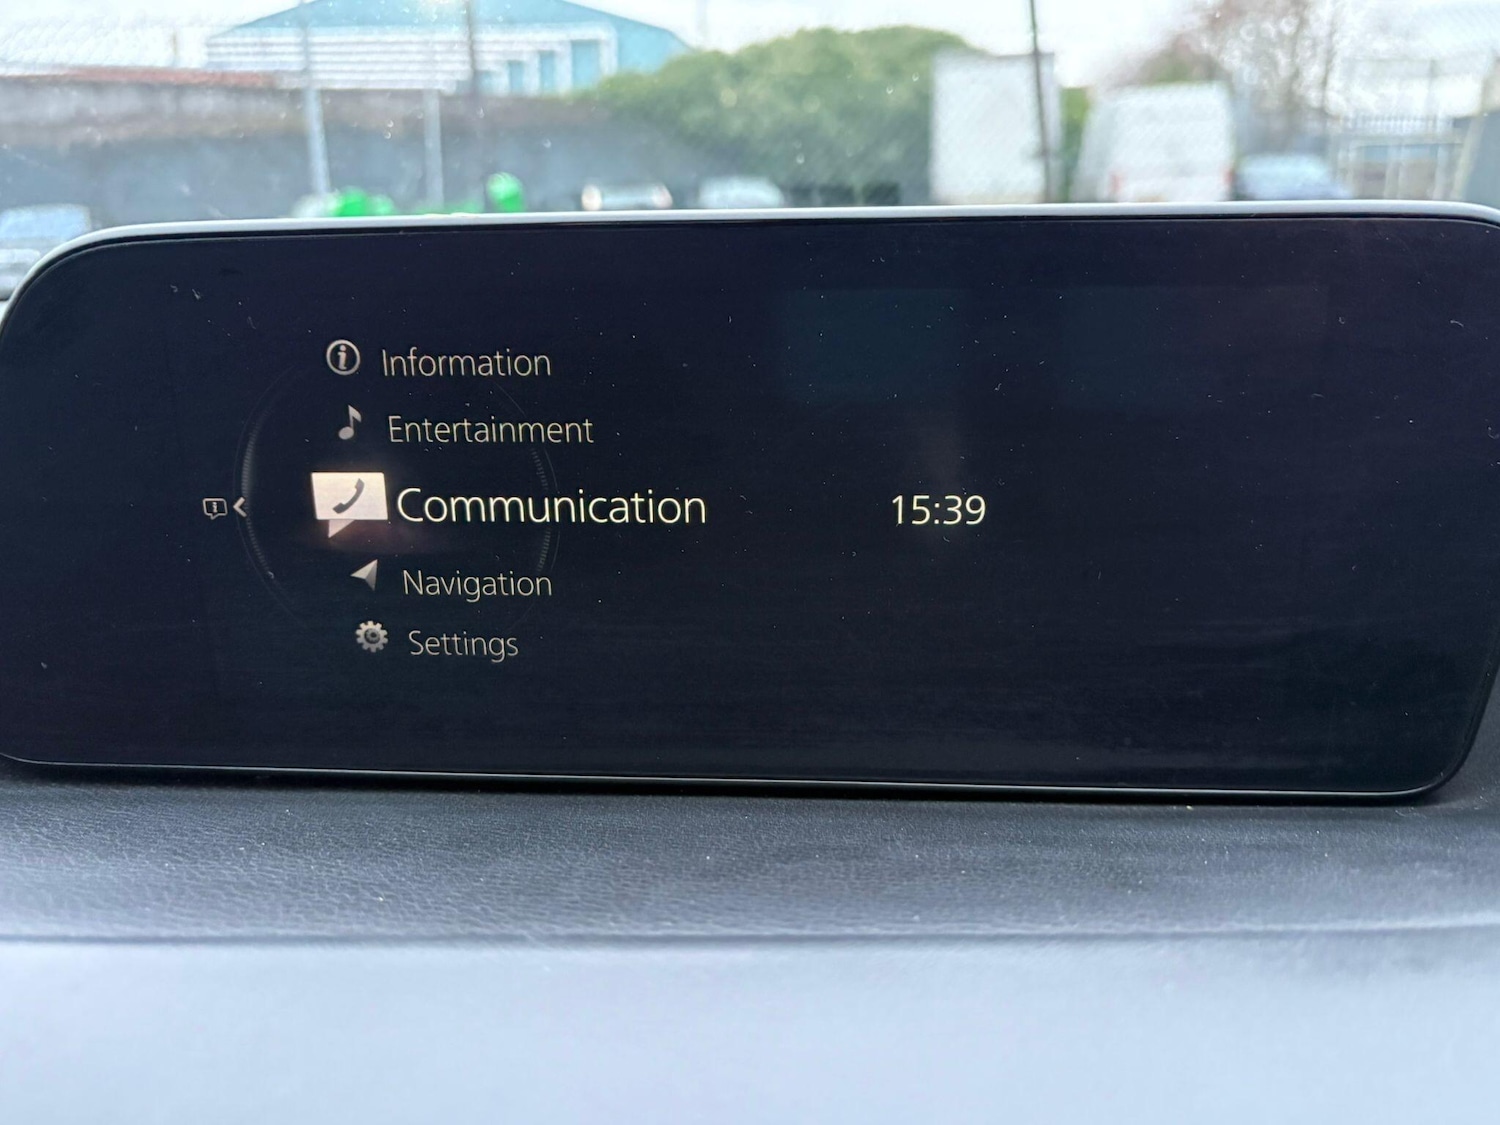 Information
Entertainment
Communication
15:39
Navigation
Settings